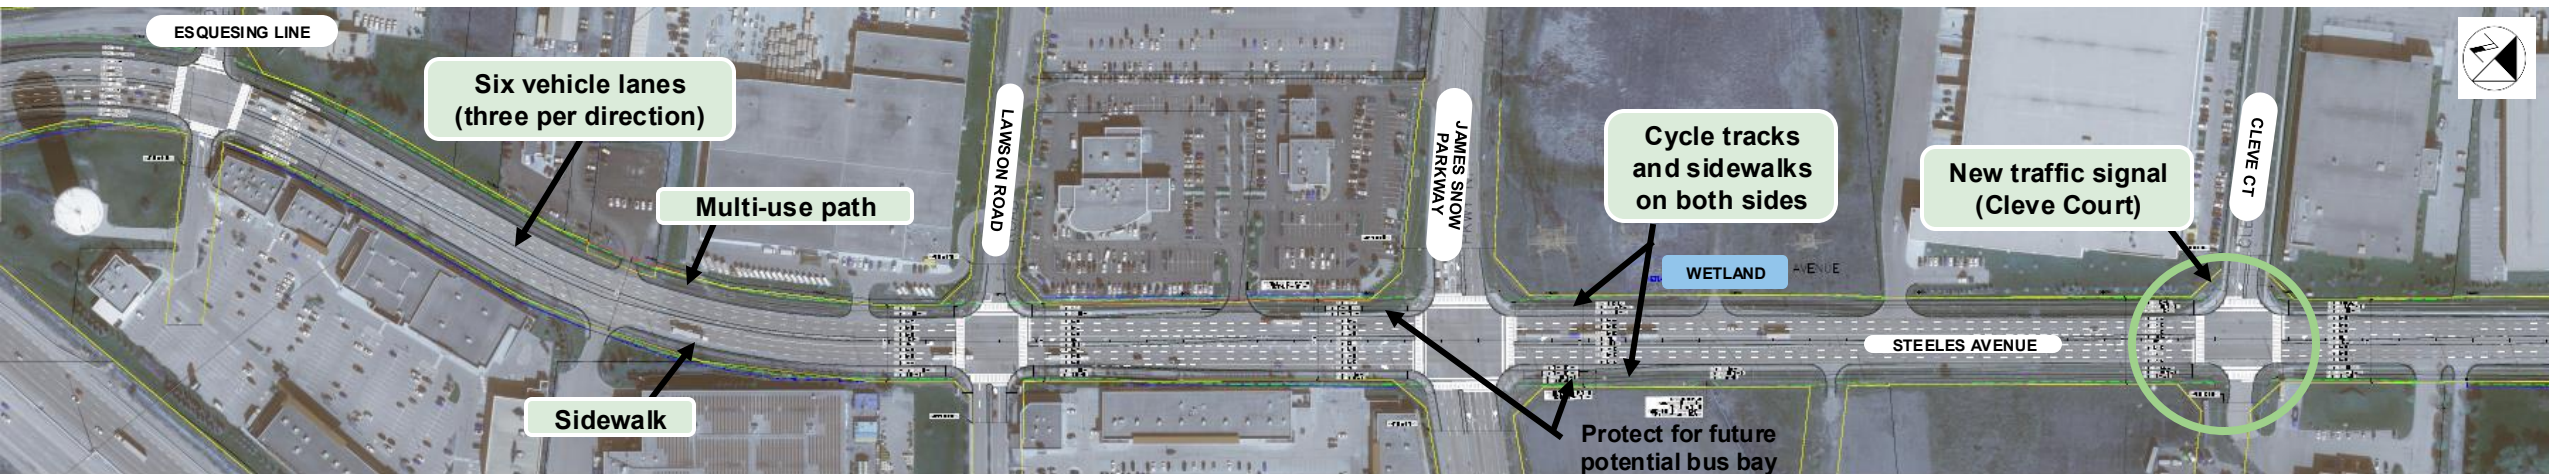 ESQUESING LINE
Six vehicle lanes
(three per direction)
Multi-use path
Sidewalk
LAWSON ROAD
JAMES SNOW
PARKWAY
Cycle tracks
and sidewalks
on both sides
WETLAND
AVENUE
New traffic signal
(Cleve Court)
CLEVE CT
STEELES AVENUE
Protect for future
potential bus bay